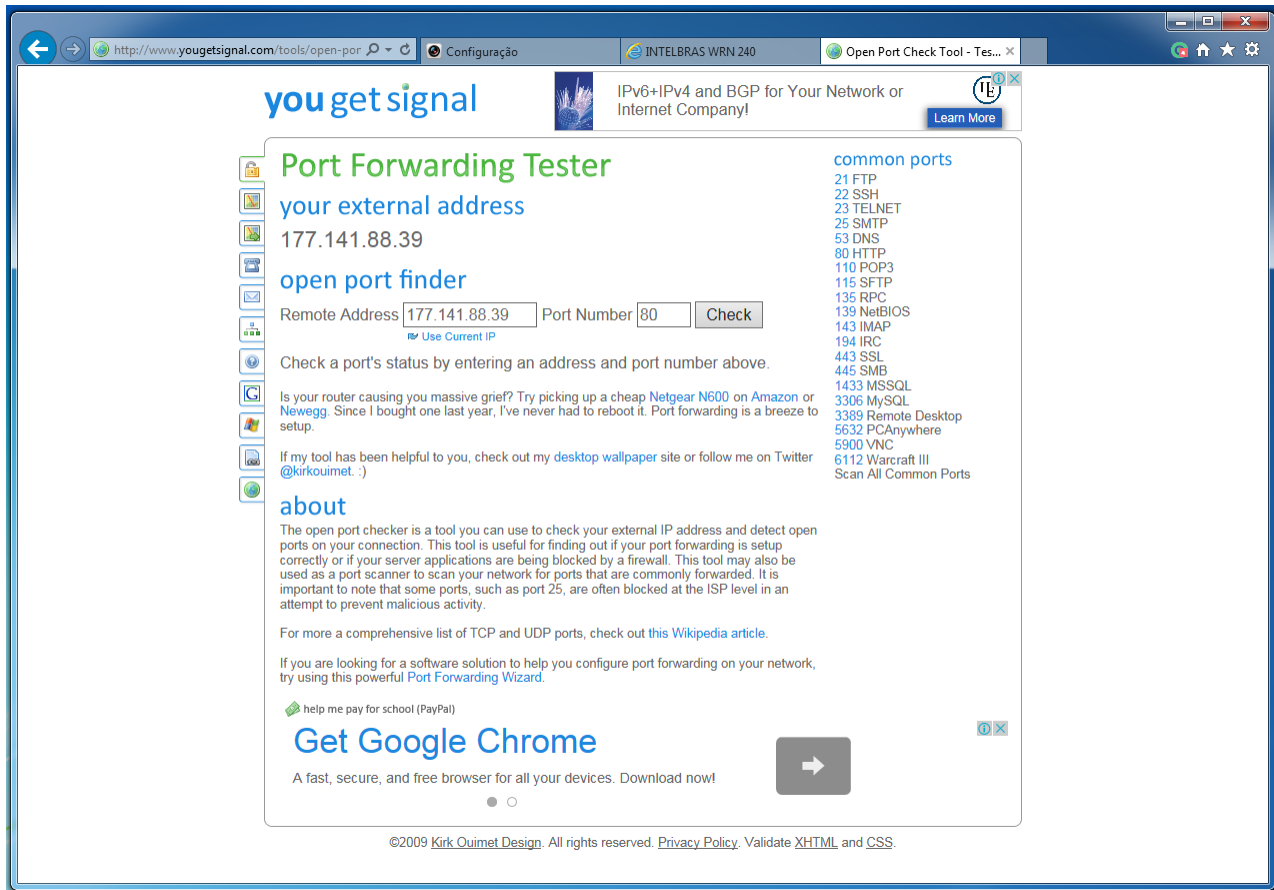 http://www.yougetsignal.com/tools/open-por
Configuração
INTELBRAS WRN 240
Open Port Check Tool - Tes...
you get signal
IPv6+IPv4 and BGP for Your Network or
Internet Company!
Learn More
Port Forwarding Tester
your external address
177.141.88.39
open port finder
Remote Address 177.141.88.39 Port Number 80 Check
Use Current IP
Check a port's status by entering an address and port number above.
Is your router causing you massive grief? Try picking up a cheap Netgear N600 on Amazon or
Newegg. Since I bought one last year, I've never had to reboot it. Port forwarding is a breeze to
setup.
If my tool has been helpful to you, check out my desktop wallpaper site or follow me on Twitter
@kirkouimet. :)
about
The open port checker is a tool you can use to check your external IP address and detect open
ports on your connection. This tool is useful for finding out if your port forwarding is setup
correctly or if your server applications are being blocked by a firewall. This tool may also be
used as a port scanner to scan your network for ports that are commonly forwarded. It is
important to note that some ports, such as port 25, are often blocked at the ISP level in an
attempt to prevent malicious activity.
For more a comprehensive list of TCP and UDP ports, check out this Wikipedia article.
If you are looking for a software solution to help you configure port forwarding on your network,
try using this powerful Port Forwarding Wizard.
help me pay for school (PayPal)
common ports
21 FTP
22 SSH
23 TELNET
25 SMTP
53 DNS
80 HTTP
110 POP3
115 SFTP
135 RPC
139 NetBIOS
143 IMAP
194 IRC
443 SSL
445 SMB
1433 MSSQL
3306 MySQL
3389 Remote Desktop
5632 PCAnywhere
5900 VNC
6112 Warcraft III
Scan All Common Ports
Get Google Chrome
A fast, secure, and free browser for all your devices. Download now!
©2009 Kirk Ouimet Design. All rights reserved. Privacy Policy. Validate XHTML and CSS.